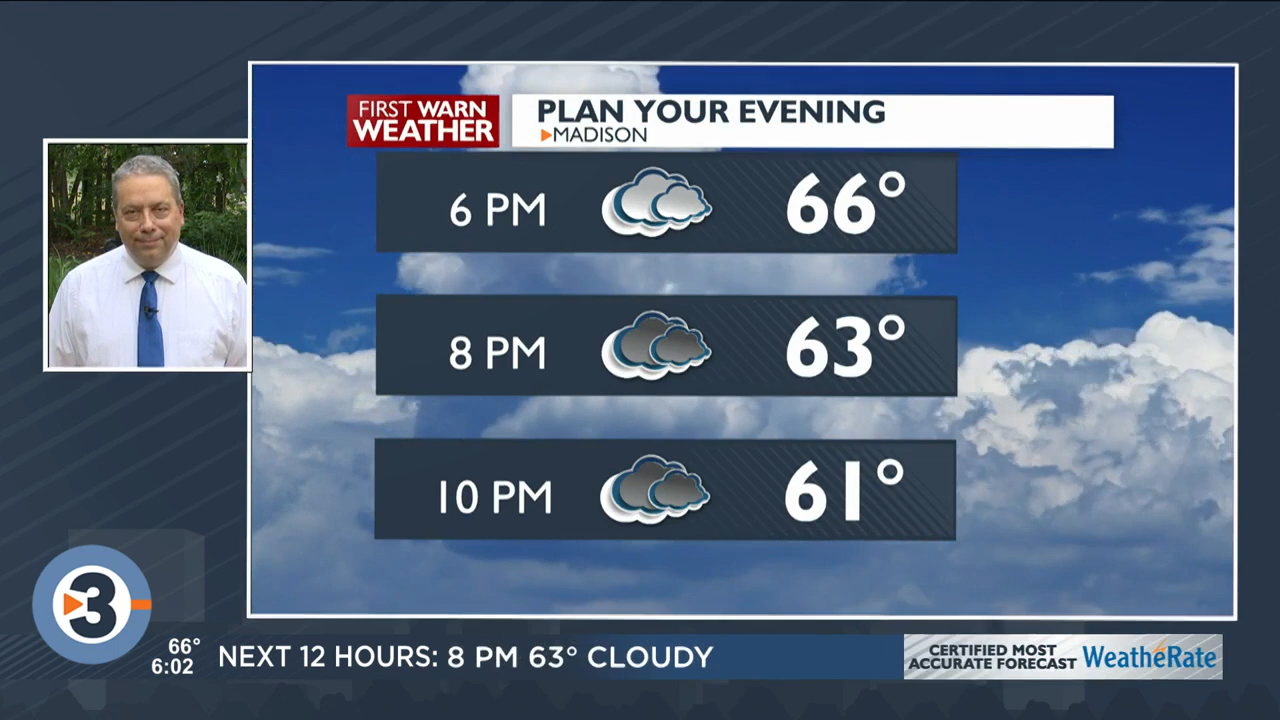 FIRST WARN
WEATHER
PLAN YOUR EVENING
MADISON
6 PM 66°
8 PM 63°
10 PM 61°
3
66°
6:02
NEXT 12 HOURS: 8 PM 63° CLOUDY
CERTIFIED MOST
ACCURATE FORECAST
WeatheRate